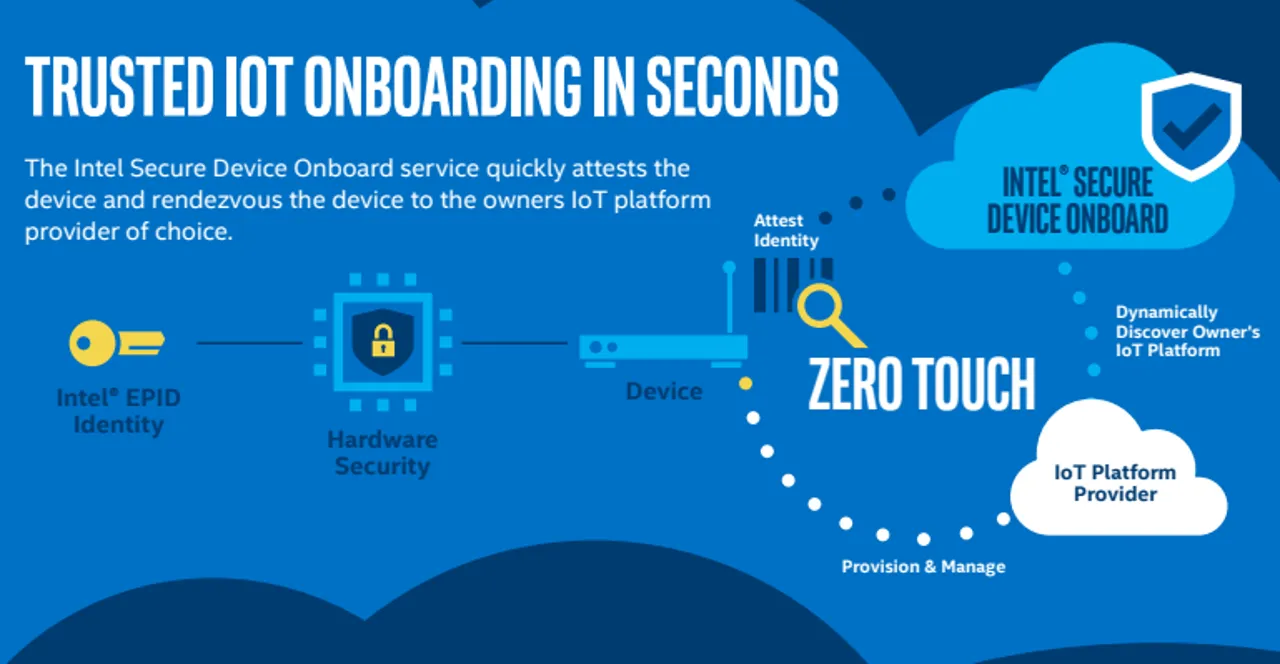 TRUSTED IOT ONBOARDING IN SECONDS
The Intel Secure Device Onboard service quickly attests the
device and rendezvous the device to the owners IoT platform
provider of choice.
Intel® EPID
Identity
Hardware
Security
Device
Attest
Identity
ZERO TOUCH
INTEL® SECURE
DEVICE ONBOARD
Dynamically
Discover Owner's
IoT Platform
IoT Platform
Provider
Provision & Manage